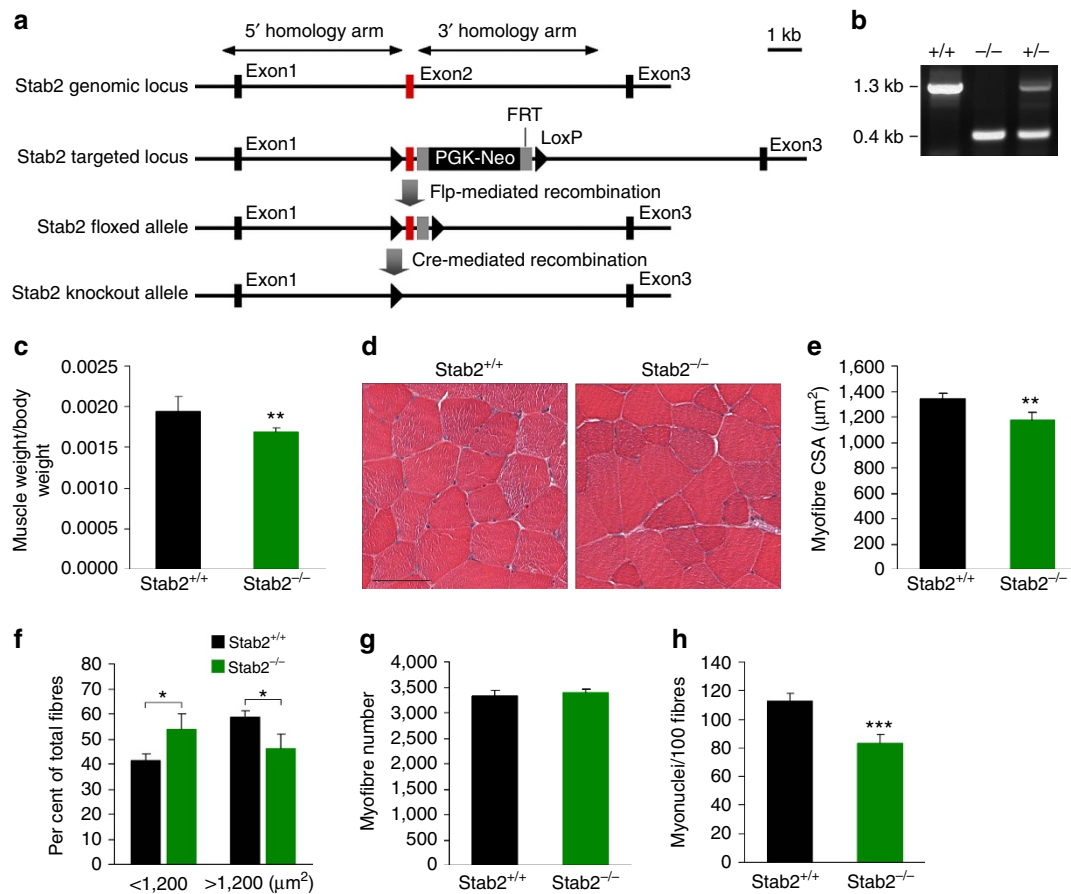 a
5′ homology arm
3′ homology arm
1 kb
Stab2 genomic locus
Exon1
Exon2
Exon3
FRT
LoxP
Stab2 targeted locus
Exon1
PGK-Neo
Exon3
Flp-mediated recombination
Stab2 floxed allele
Exon1
Exon3
Cre-mediated recombination
Stab2 knockout allele
Exon1
Exon3
b
+/+ –/– +/–
1.3 kb
0.4 kb
c
Muscle weight/body
weight
0.0025
0.0020
0.0015
0.0010
0.0005
0.0000
**
Stab2+/+
Stab2–/–
d
Stab2+/+
Stab2–/–
e
Myofibre CSA (μm2)
1,600
1,400
1,200
1,000
800
600
400
200
0
**
Stab2+/+
Stab2–/–
f
Stab2+/+
Stab2–/–
Per cent of total fibres
80
70
60
50
40
30
20
10
0
*
*
<1,200
>1,200 (μm2)
g
Myofibre number
4,000
3,500
3,000
2,500
2,000
1,500
1,000
500
0
Stab2+/+
Stab2–/–
h
Myonuclei/100 fibres
140
120
100
80
60
40
20
0
***
Stab2+/+
Stab2–/–